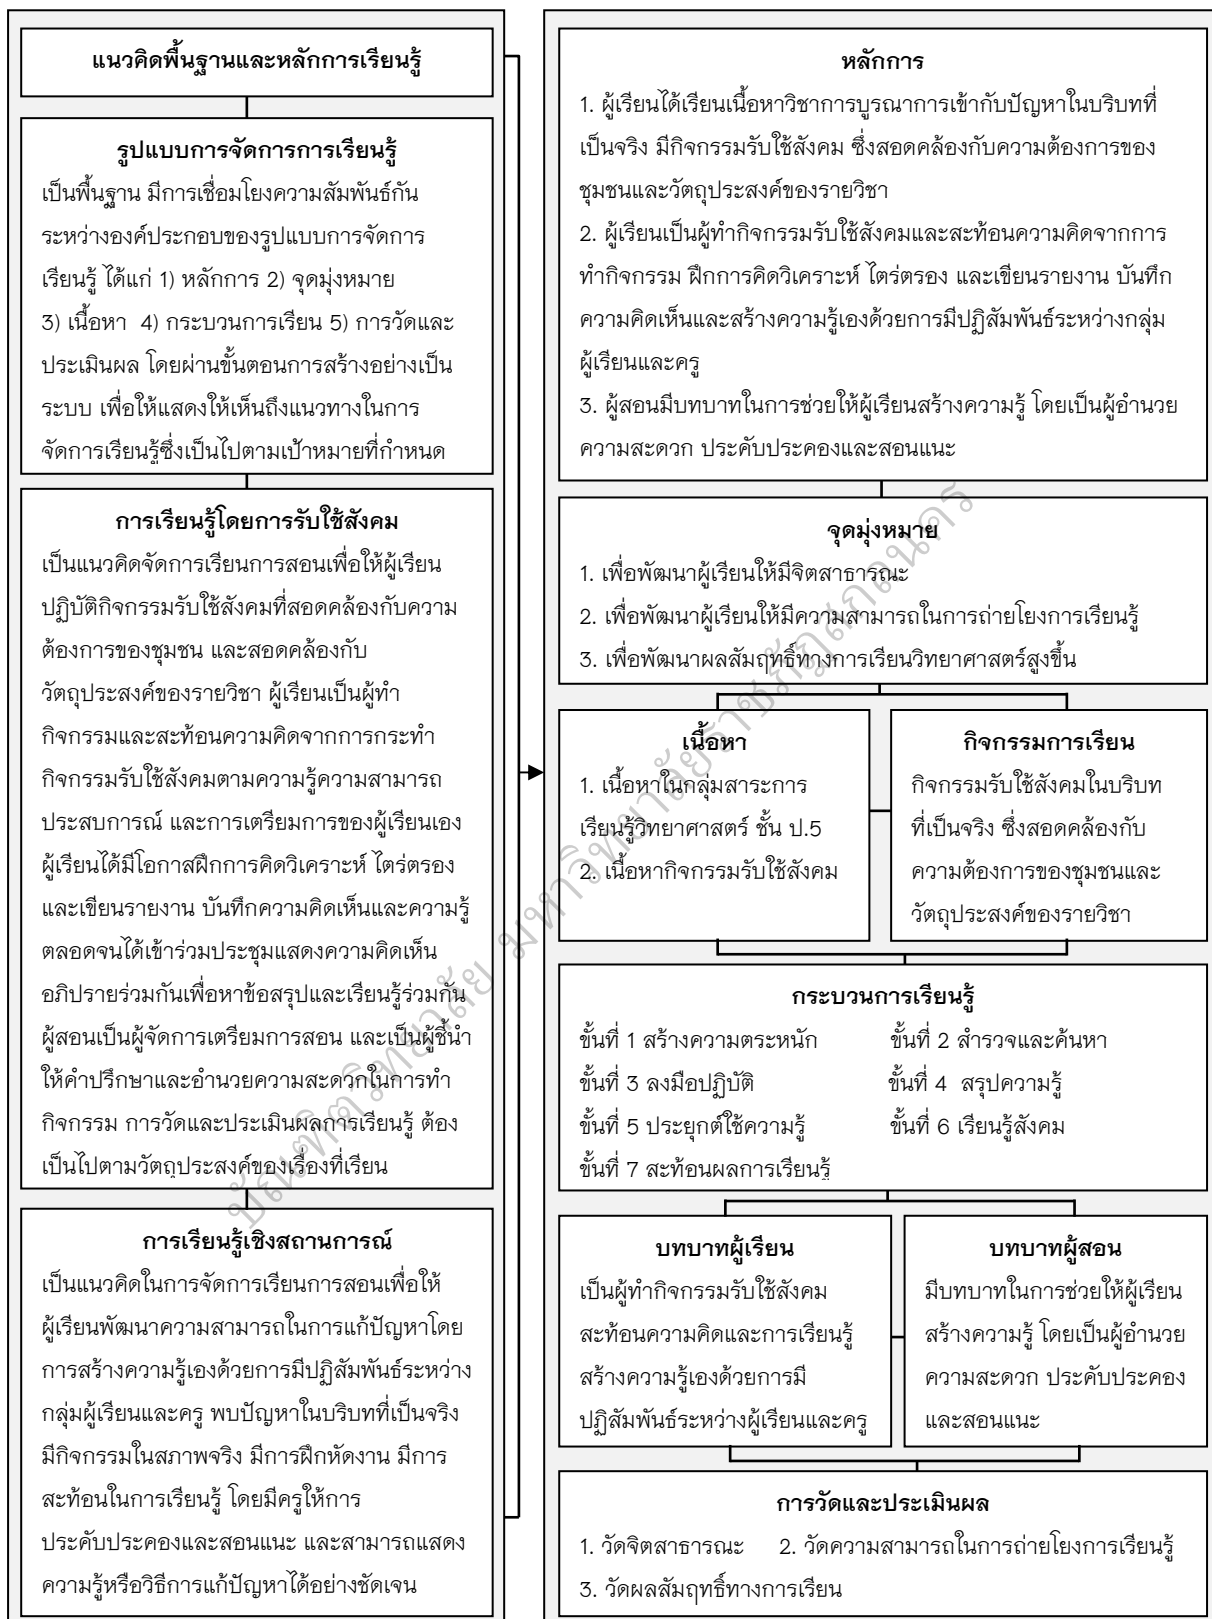 แนวคิดพื้นฐานและหลักการเรียนรู้
รูปแบบการจัดการการเรียนรู้
เป็นพื้นฐาน มีการเชื่อมโยงความสัมพันธ์กัน
ระหว่างองค์ประกอบของรูปแบบการจัดการ
เรียนรู้ ได้แก่ 1) หลักการ 2) จุดมุ่งหมาย
3) เนื้อหา 4) กระบวนการเรียน 5) การวัดและ
ประเมินผล โดยผ่านขั้นตอนการสร้างอย่างเป็น
ระบบ เพื่อให้แสดงให้เห็นถึงแนวทางในการ
จัดการเรียนรู้ซึ่งเป็นไปตามเป้าหมายที่กำหนด
การเรียนรู้โดยการรับใช้สังคม
เป็นแนวคิดจัดการเรียนการสอนเพื่อให้ผู้เรียน
ปฏิบัติกิจกรรมรับใช้สังคมที่สอดคล้องกับความ
ต้องการของชุมชน และสอดคล้องกับ
วัตถุประสงค์ของรายวิชา ผู้เรียนเป็นผู้ทำ
กิจกรรมและสะท้อนความคิดจากการกระทำ
กิจกรรมรับใช้สังคมตามความรู้ความสามารถ
ประสบการณ์ และการเตรียมการของผู้เรียนเอง
ผู้เรียนได้มีโอกาสฝึกการคิดวิเคราะห์ ไตร่ตรอง
และเขียนรายงาน บันทึกความคิดเห็นและความรู้
ตลอดจนได้เข้าร่วมประชุมแสดงความคิดเห็น
อภิปรายร่วมกันเพื่อหาข้อสรุปและเรียนรู้ร่วมกัน
ผู้สอนเป็นผู้จัดการเตรียมการสอน และเป็นผู้ชี้นำ
ให้คำปรึกษาและอำนวยความสะดวกในการทำ
กิจกรรม การวัดและประเมินผลการเรียนรู้ ต้อง
เป็นไปตามวัตถุประสงค์ของเรื่องที่เรียน
การเรียนรู้เชิงสถานการณ์
เป็นแนวคิดในการจัดการเรียนการสอนเพื่อให้
ผู้เรียนพัฒนาความสามารถในการแก้ปัญหาโดย
การสร้างความรู้เองด้วยการมีปฏิสัมพันธ์ระหว่าง
กลุ่มผู้เรียนและครู พบปัญหาในบริบทที่เป็นจริง
มีกิจกรรมในสภาพจริง มีการฝึกหัดงาน มีการ
สะท้อนในการเรียนรู้ โดยมีครูให้การ
ประคับประคองและสอนแนะ และสามารถแสดง
ความรู้หรือวิธีการแก้ปัญหาได้อย่างชัดเจน
หลักการ
1. ผู้เรียนได้เรียนเนื้อหาวิชาการบูรณาการเข้ากับปัญหาในบริบทที่
เป็นจริง มีกิจกรรมรับใช้สังคม ซึ่งสอดคล้องกับความต้องการของ
ชุมชนและวัตถุประสงค์ของรายวิชา
2. ผู้เรียนเป็นผู้ทำกิจกรรมรับใช้สังคมและสะท้อนความคิดจากการ
ทำกิจกรรม ฝึกการคิดวิเคราะห์ ไตร่ตรอง และเขียนรายงาน บันทึก
ความคิดเห็นและสร้างความรู้เองด้วยการมีปฏิสัมพันธ์ระหว่างกลุ่ม
ผู้เรียนและครู
3. ผู้สอนมีบทบาทในการช่วยให้ผู้เรียนสร้างความรู้ โดยเป็นผู้อำนวย
ความสะดวก ประคับประคองและสอนแนะ
จุดมุ่งหมาย
1. เพื่อพัฒนาผู้เรียนให้มีจิตสาธารณะ
2. เพื่อพัฒนาผู้เรียนให้มีความสามารถในการถ่ายโยงการเรียนรู้
3. เพื่อพัฒนาผลสัมฤทธิ์ทางการเรียนวิทยาศาสตร์สูงขึ้น
เนื้อหา
1. เนื้อหาในกลุ่มสาระการ
เรียนรู้วิทยาศาสตร์ ชั้น ป.5
2. เนื้อหากิจกรรมรับใช้สังคม
กิจกรรมการเรียน
กิจกรรมรับใช้สังคมในบริบท
ที่เป็นจริง ซึ่งสอดคล้องกับ
ความต้องการของชุมชนและ
วัตถุประสงค์ของรายวิชา
กระบวนการเรียนรู้
ขั้นที่ 1 สร้างความตระหนัก ขั้นที่ 2 สำรวจและค้นหา
ขั้นที่ 3 ลงมือปฏิบัติ ขั้นที่ 4 สรุปความรู้
ขั้นที่ 5 ประยุกต์ใช้ความรู้ ขั้นที่ 6 เรียนรู้สังคม
ขั้นที่ 7 สะท้อนผลการเรียนรู้
บทบาทผู้เรียน
เป็นผู้ทำกิจกรรมรับใช้สังคม
สะท้อนความคิดและการเรียนรู้
สร้างความรู้เองด้วยการมี
ปฏิสัมพันธ์ระหว่างผู้เรียนและครู
บทบาทผู้สอน
มีบทบาทในการช่วยให้ผู้เรียน
สร้างความรู้ โดยเป็นผู้อำนวย
ความสะดวก ประคับประคอง
และสอนแนะ
การวัดและประเมินผล
1. วัดจิตสาธารณะ 2. วัดความสามารถในการถ่ายโยงการเรียนรู้
3. วัดผลสัมฤทธิ์ทางการเรียน
บัณฑิตวิทยาลัย มหาวิทยาลัยราชภัฏสกลนคร